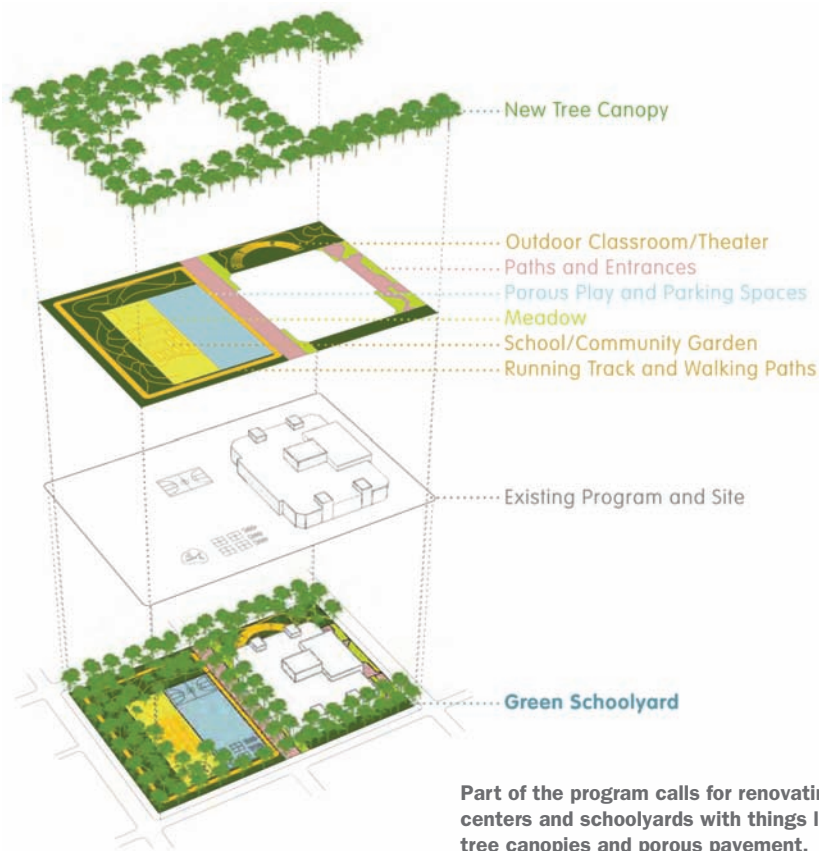 New Tree Canopy
Outdoor Classroom/Theater
Paths and Entrances
Porous Play and Parking Spaces
Meadow
School/Community Garden
Running Track and Walking Paths
Existing Program and Site
Green Schoolyard
Part of the program calls for
centers and schoolyards with things
tree canopies and porous pavement.